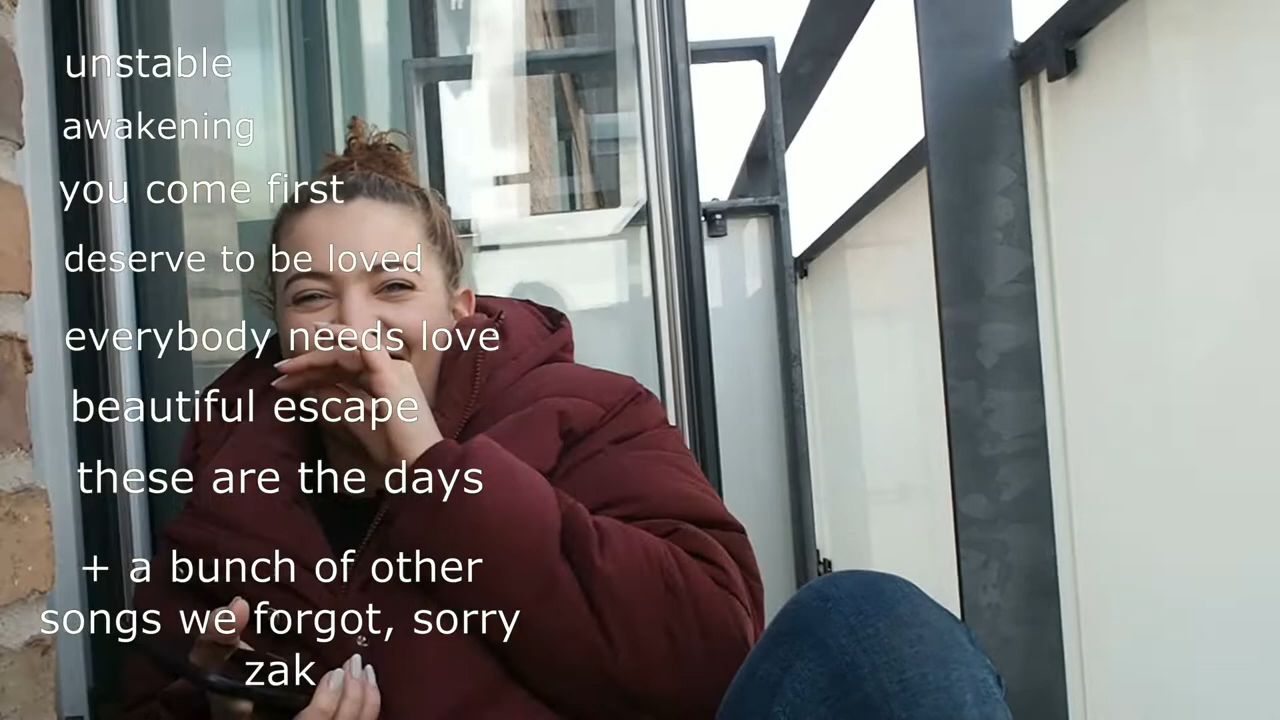 unstable
awakening
you come first
deserve to be loved
everybody needs love
beautiful escape
these are the days
+ a bunch of other
songs we forgot, sorry
zak